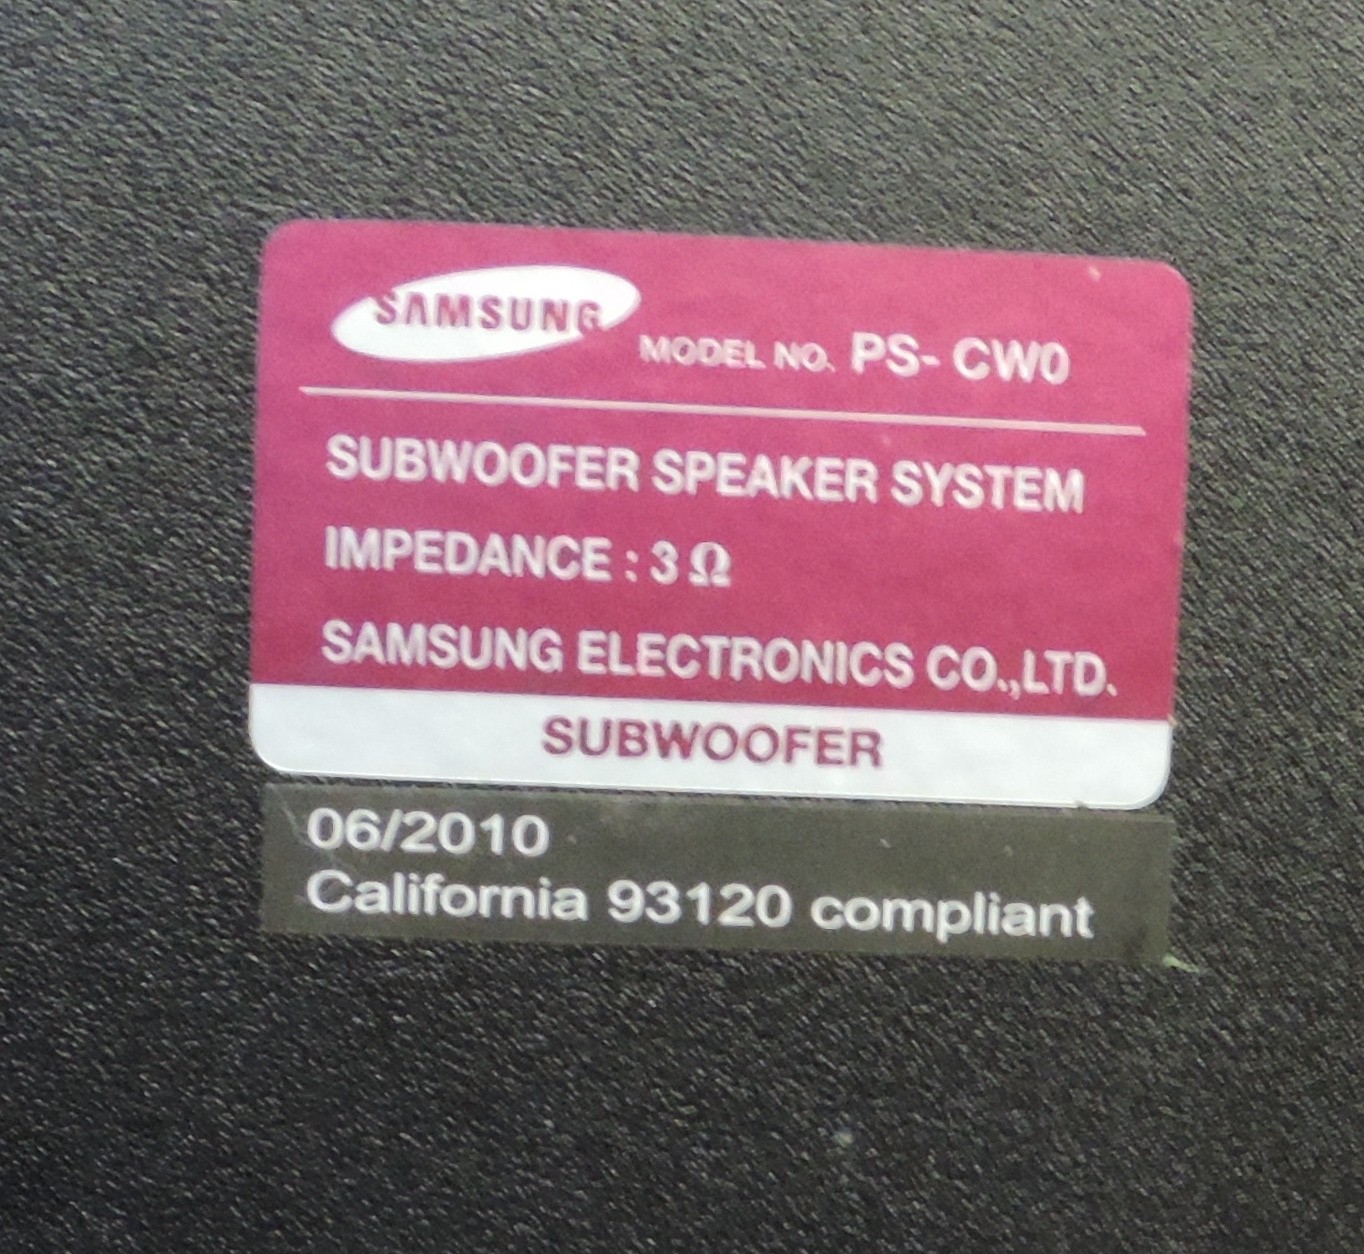 SAMSUNG MODEL NO. PS- CW0
SUBWOOFER SPEAKER SYSTEM
IMPEDANCE : 3 Ω
SAMSUNG ELECTRONICS CO.,LTD.
SUBWOOFER
06/2010
California 93120 compliant